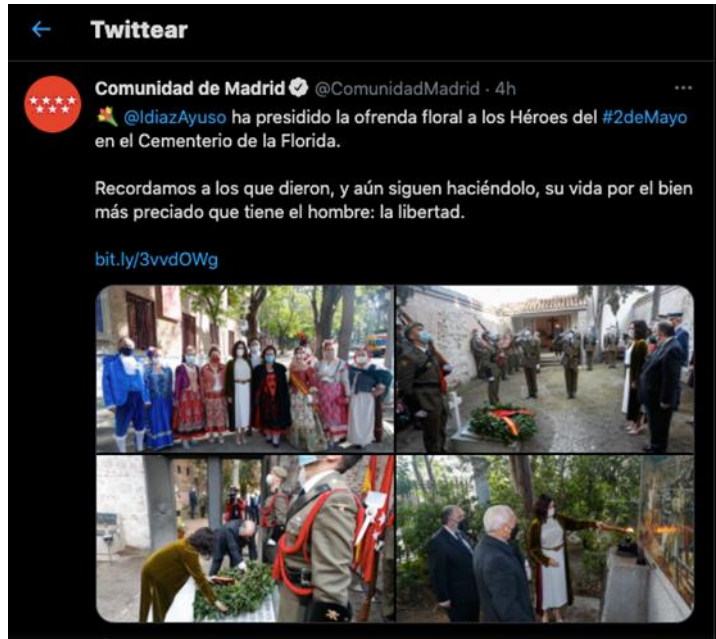 ← Twittear
Comunidad de Madrid @ComunidadMadrid · 4h
@IdiazAyuso ha presidido la ofrenda floral a los Héroes del #2deMayo
en el Cementerio de la Florida.
Recordamos a los que dieron, y aún siguen haciéndolo, su vida por el bien
más preciado que tiene el hombre: la libertad.
bit.ly/3vvdOWg